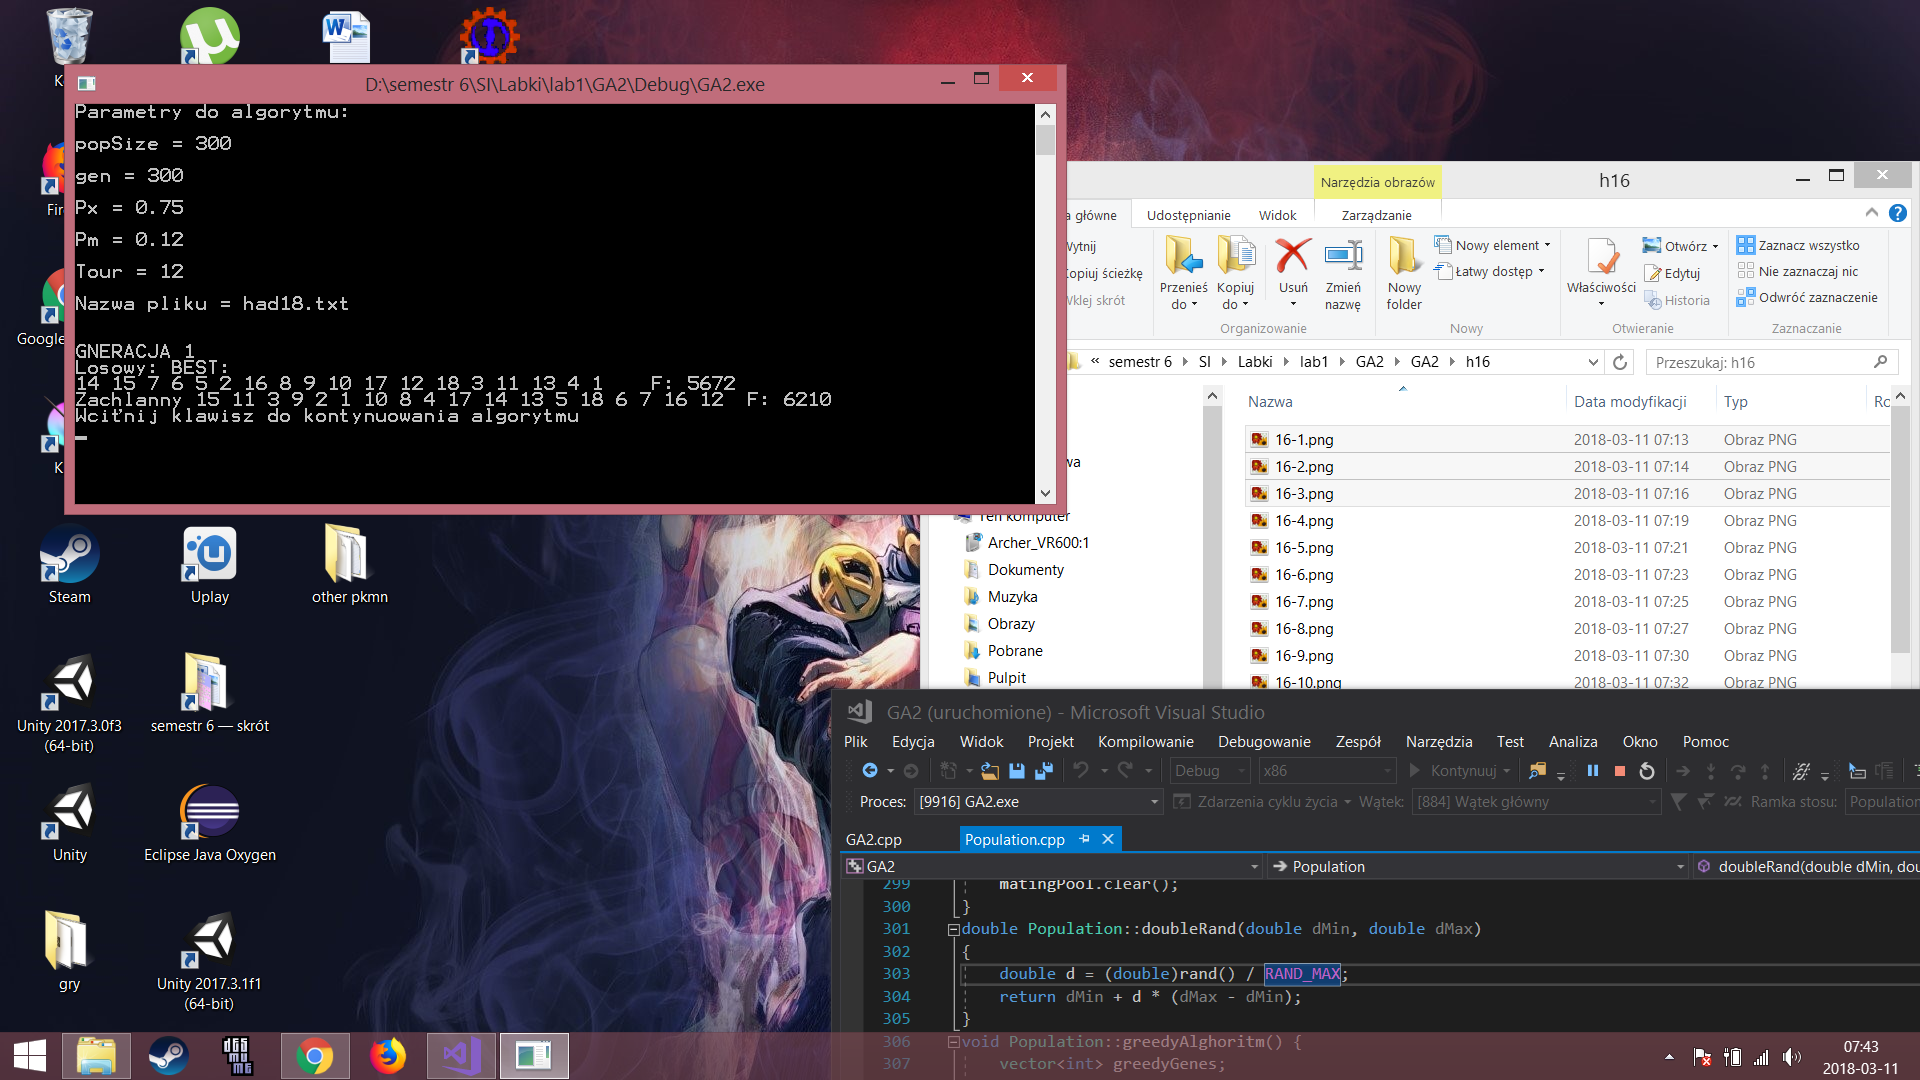 D:\semestr 6\SI\Labki\lab1\GA2\Debug\GA2.exe
Parametry do algorytmu:
popSize = 300
gen = 300
Px = 0.75
Pm = 0.12
Tour = 12
Nazwa pliku = had18.txt
GNERACJA 1
Losowy: BEST:
14 15 7 6 5 2 16 8 9 10 17 12 18 3 11 13 4 1 F: 5672
Zachlanny 15 11 3 9 2 1 10 8 4 17 14 13 5 18 6 7 16 12 F: 6210
Wciťnij klawisz do kontynuowania algorytmu
K
Fir
Google
K
Steam
Uplay
other pkmn
Unity 2017.3.0f3
(64-bit)
semestr 6 — skrót
Unity
Eclipse Java Oxygen
gry
Unity 2017.3.1f1
(64-bit)
Narzędzia obrazów
h16
główne
Udostępnianie
Widok
Zarządzanie
Wytnij
Kopiuj ścieżkę
Wklej skrót
Przenieś
do
Kopiuj
do
Usuń
Zmień
nazwę
Organizowanie
Nowy
folder
Nowy element
Łatwy dostęp
Nowy
Właściwości
Otwórz
Edytuj
Historia
Otwieranie
Zaznacz wszystko
Nie zaznaczaj nic
Odwróć zaznaczenie
Zaznaczanie
« semestr 6 SI Labki lab1 GA2 GA2 h16
Przeszukaj: h16
Nazwa Data modyfikacji Typ Rc
16-1.png 2018-03-11 07:13 Obraz PNG
16-2.png 2018-03-11 07:14 Obraz PNG
16-3.png 2018-03-11 07:16 Obraz PNG
16-4.png 2018-03-11 07:19 Obraz PNG
16-5.png 2018-03-11 07:21 Obraz PNG
16-6.png 2018-03-11 07:23 Obraz PNG
16-7.png 2018-03-11 07:25 Obraz PNG
16-8.png 2018-03-11 07:27 Obraz PNG
16-9.png 2018-03-11 07:30 Obraz PNG
16-10.png 2018-03-11 07:32 Obraz PNG
wa
Ten komputer
Archer_VR600:1
Dokumenty
Muzyka
Obrazy
Pobrane
Pulpit
GA2 (uruchomione) - Microsoft Visual Studio
Plik Edycja Widok Projekt Kompilowanie Debugowanie Zespół Narzędzia Test Analiza Okno Pomoc
Debug x86 Kontynuuj
Proces: [9916] GA2.exe Zdarzenia cyklu życia Wątek: [884] Wątek główny Ramka stosu: Population
GA2.cpp Population.cpp
GA2 Population doubleRand(double dMin, dou
299 matingPool.clear();
300 }
301 double Population::doubleRand(double dMin, double dMax)
302 {
303 double d = (double)rand() / RAND_MAX;
304 return dMin + d * (dMax - dMin);
305 }
306 void Population::greedyAlghoritm() {
307 vector<int> greedyGenes;
07:43
2018-03-11